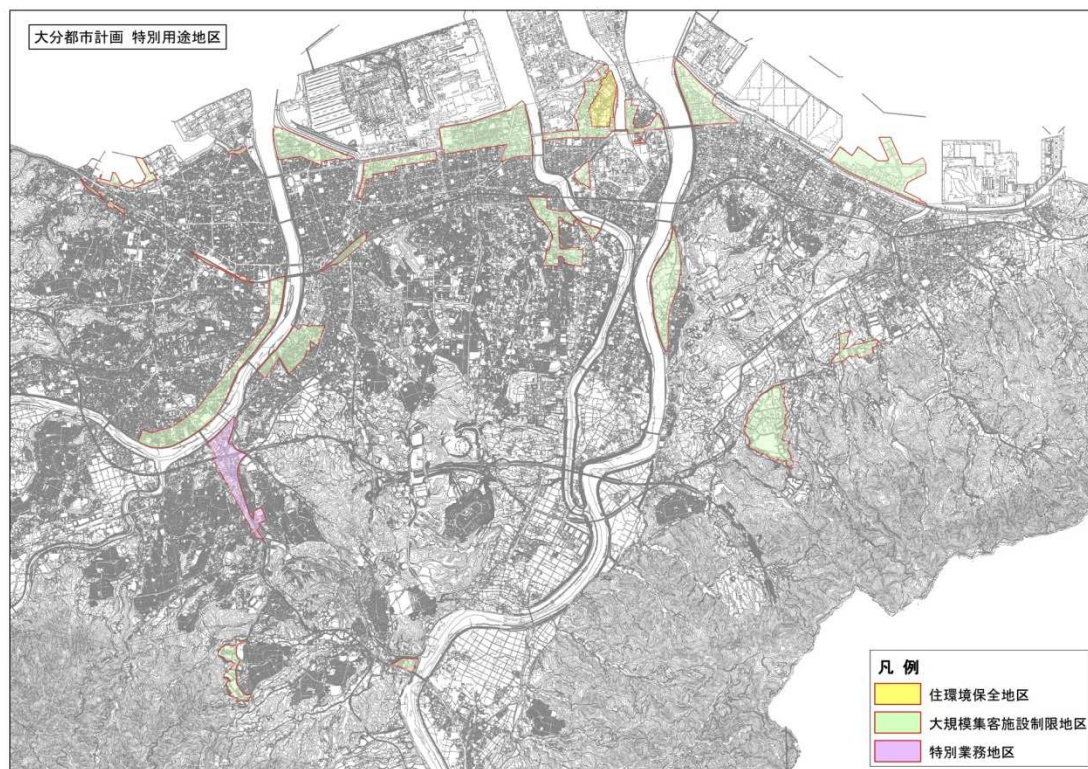 大分都市計画 特別用途地区
凡 例
住環境保全地区
大規模集客施設制限地区
特別業務地区